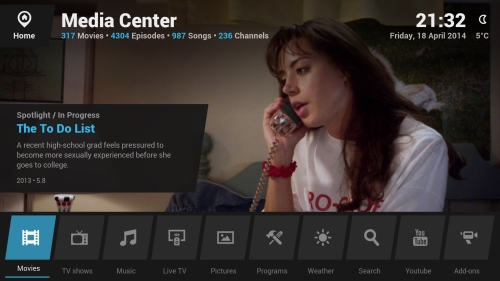 Media Center
317 Movies • 4304 Episodes • 987 Songs • 236 Channels
Home
21:32
Friday, 18 April 2014
5°C
Spotlight / In Progress
The To Do List
A recent high-school grad feels pressured to
become more sexually experienced before she
goes to college.
2013 • 5.8
RO-C
You
Tube
Movies
TV shows
Music
Live TV
Pictures
Programs
Weather
Search
Youtube
Add-ons